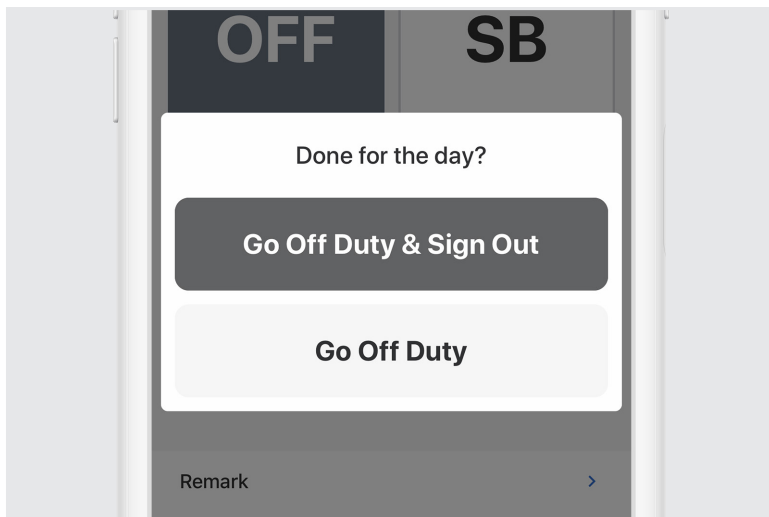 OFF
SB
Done for the day?
Go Off Duty & Sign Out
Go Off Duty
Remark